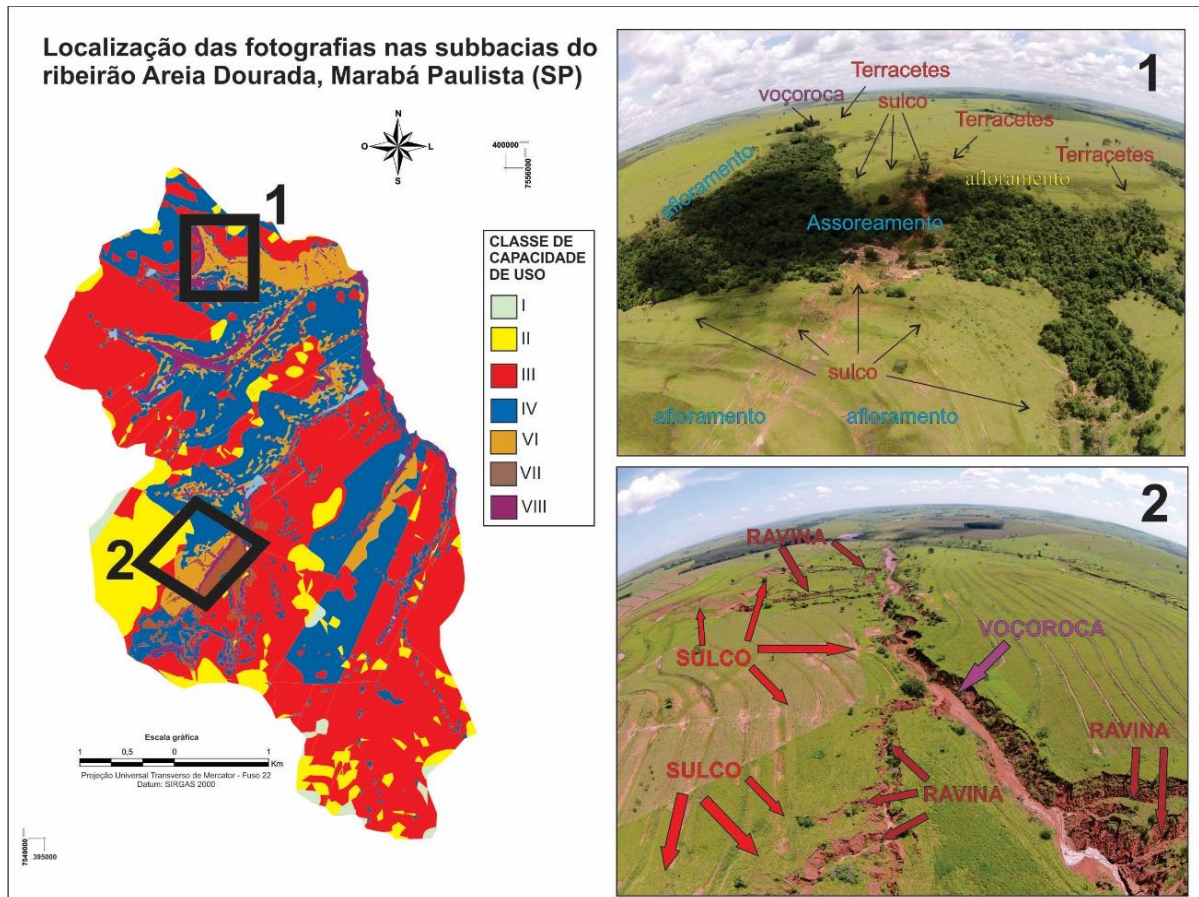 Localização das fotografias nas subbacias do
ribeirão Areia Dourada, Marabá Paulista (SP)
N
O
L
S
400000
7556000
1
2
CLASSE DE
CAPACIDADE
DE USO
I
II
III
IV
VI
VII
VIII
Escala gráfica
1 0,5 0 1
Km
Projeção Universal Transverso de Mercator - Fuso 22
Datum: SIRGAS 2000
7549000
395000
1
Terracetes
voçoroca
sulco
Terracetes
Terracetes
afloramento
afloramento
Assoreamento
sulco
afloramento
afloramento
2
RAVINA
VOÇOROCA
SULCO
RAVINA
SULCO
RAVINA